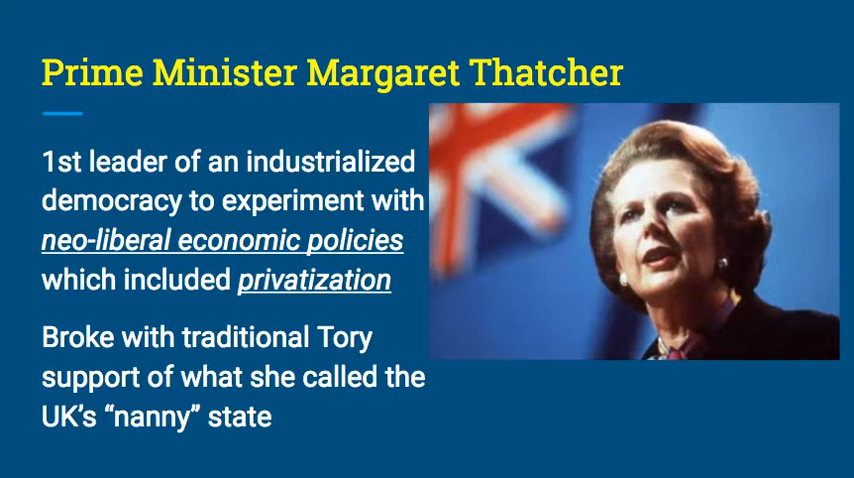 Prime Minister Margaret Thatcher
1st leader of an industrialized
democracy to experiment with
neo-liberal economic policies
which included privatization
Broke with traditional Tory
support of what she called the
UK’s “nanny” state